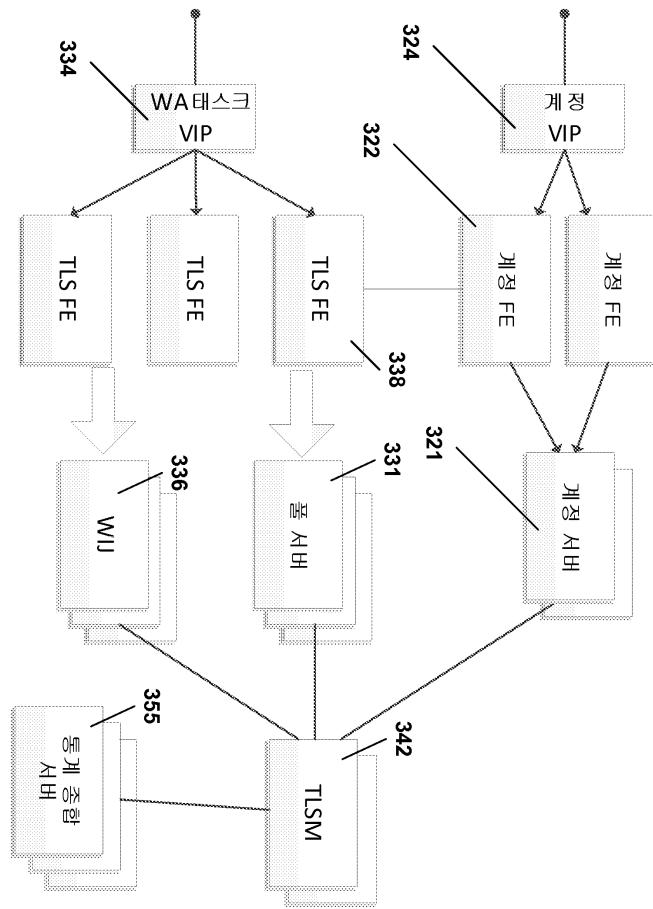 334
WA태스크
VIP
324
계정
VIP
322
TLS FE
TLS FE
TLS FE
338
계정 FE
계정 FE
336
WIJ
331
풀 서버
321
계정 서버
355
통계 종합
서버
342
TLSM